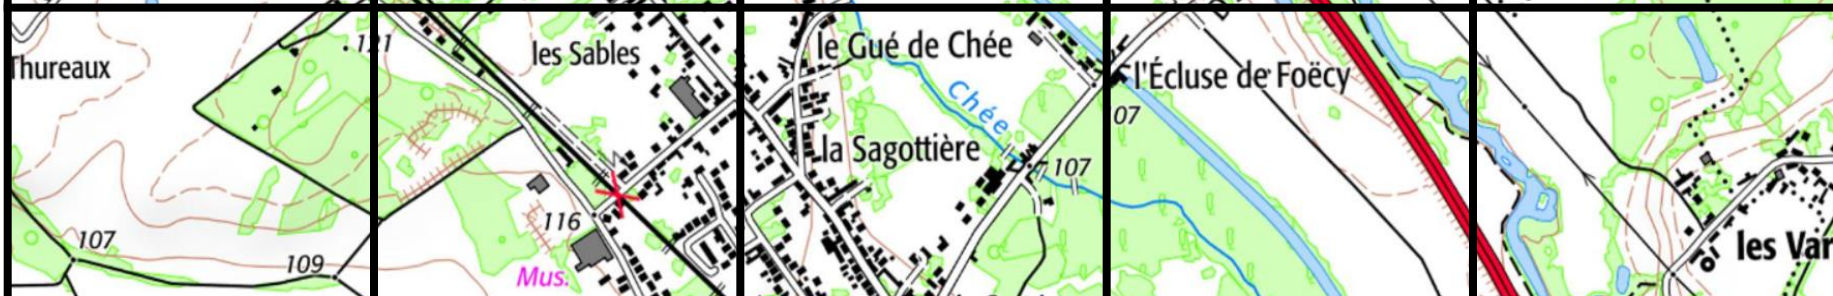 Thureaux
121
107
109
les Sables
116
Mus.
le Gué de Chée
Chée
la Sagottière
107
l'Écluse de Foëcy
07
les Var